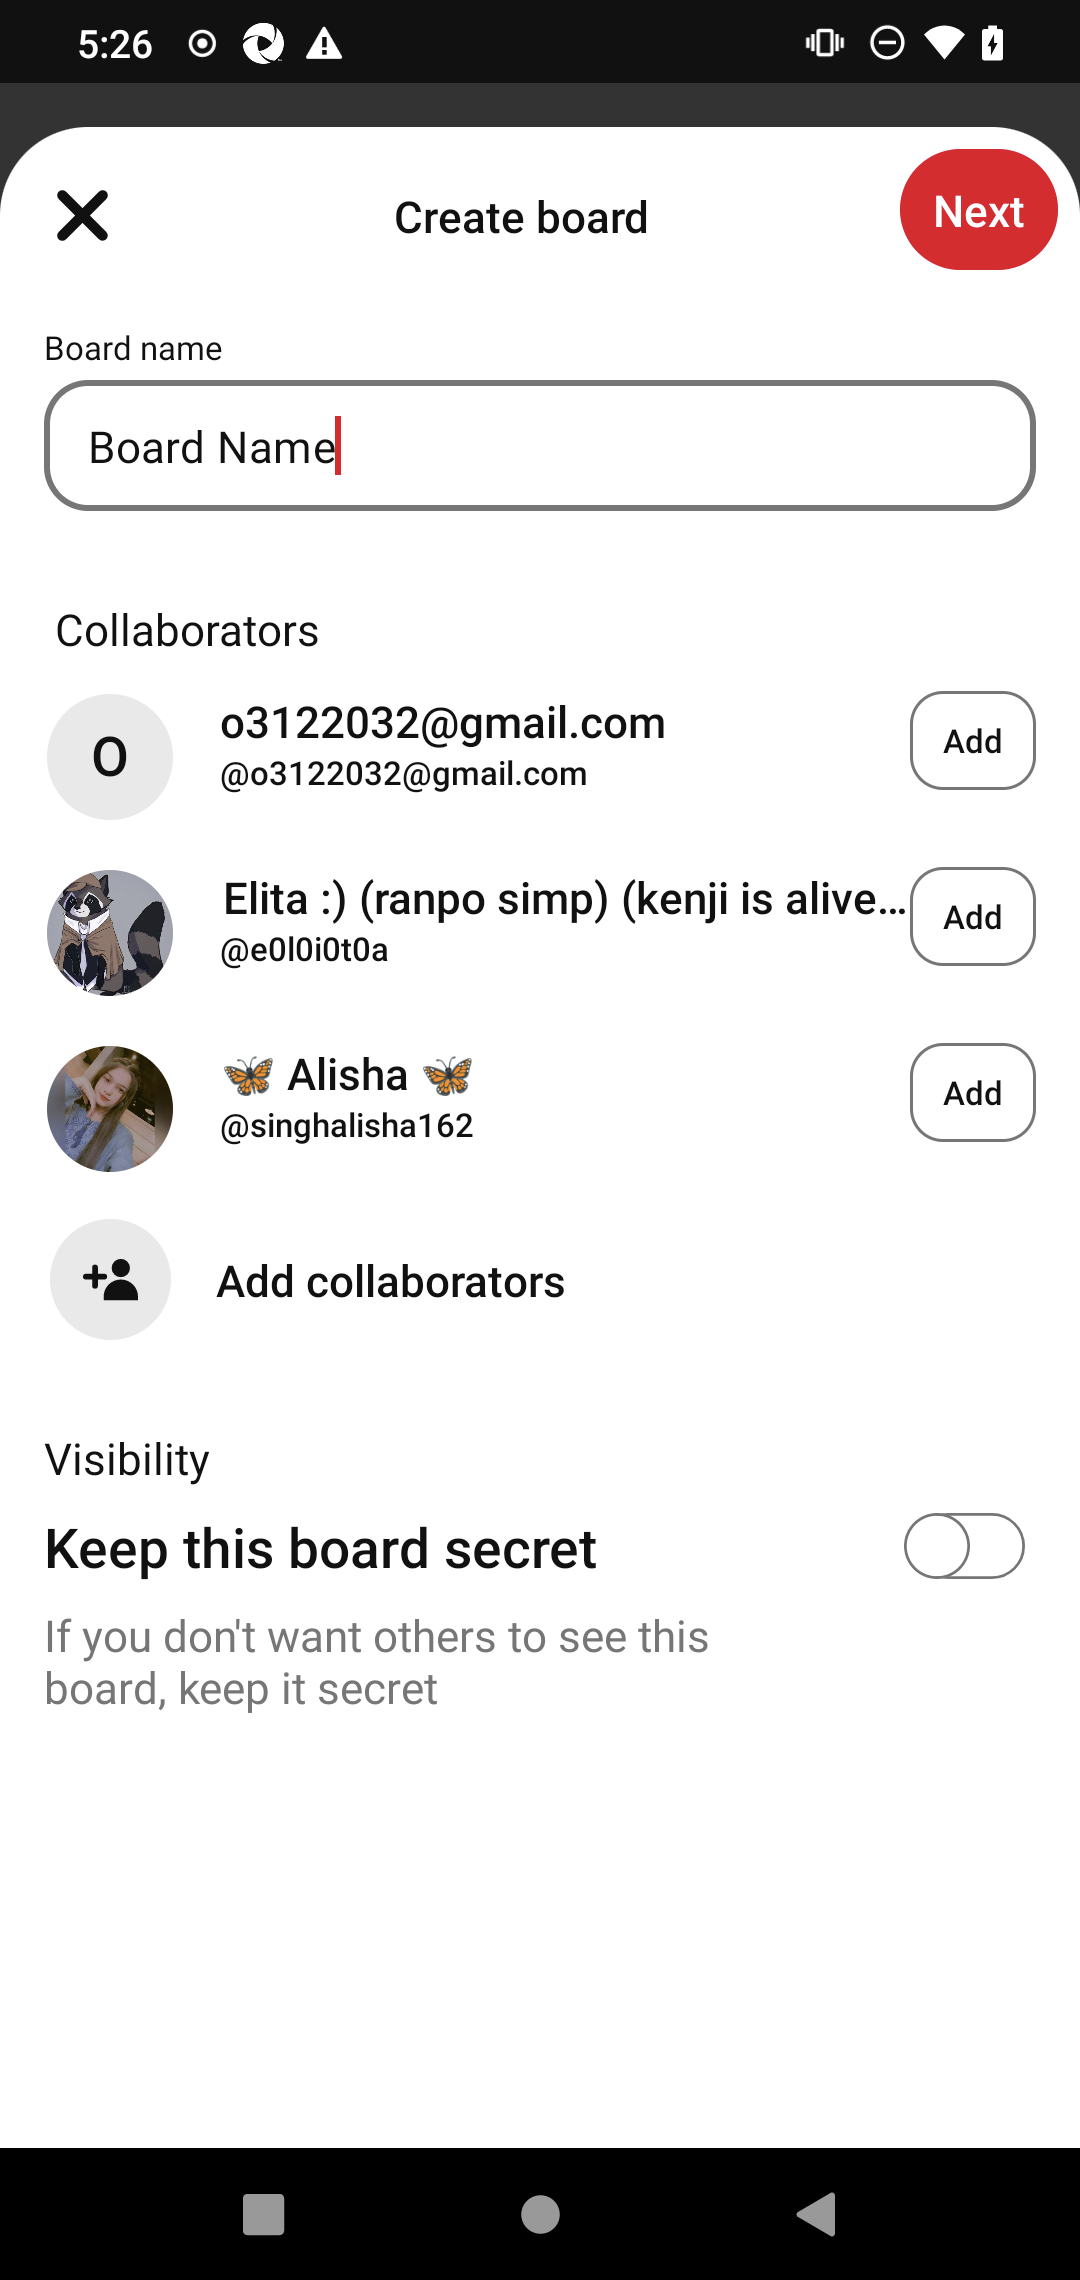 5:26
Create board
Next
Board name
Board Name
Collaborators
O
o3122032@gmail.com
@o3122032@gmail.com
Add
Elita :) (ranpo simp) (kenji is alive…
@e0l0i0t0a
Add
🦋 Alisha 🦋
@singhalisha162
Add
Add collaborators
Visibility
Keep this board secret
If you don't want others to see this
board, keep it secret